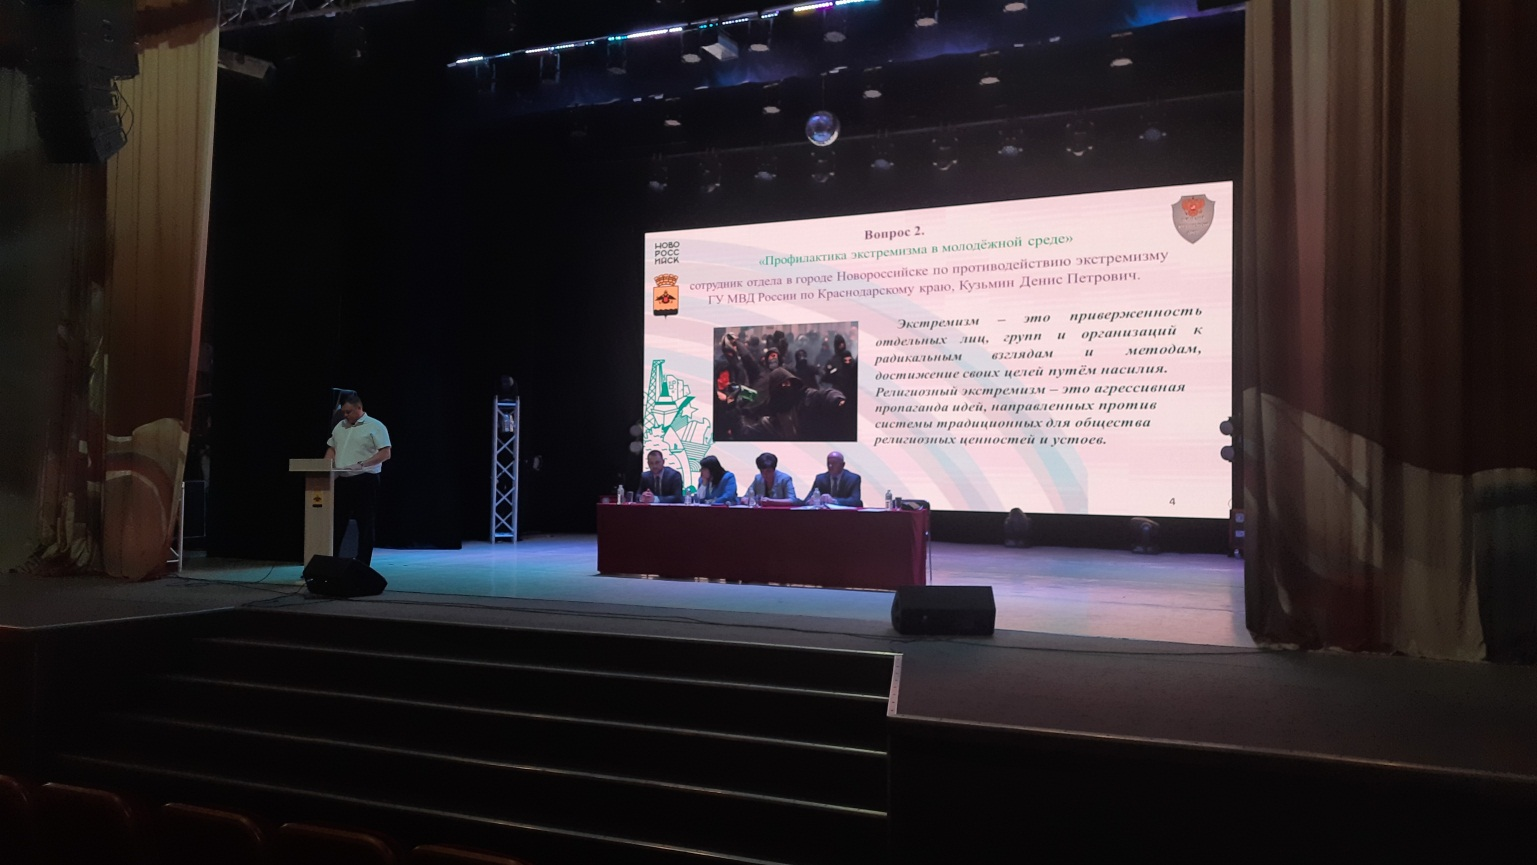 НОВО
РОСС
ИЙСК
Вопрос 2.
«Профилактика экстремизма в молодёжной среде»
сотрудник отдела в городе Новороссийске по противодействию экстремизму
ГУ МВД России по Краснодарскому краю, Кузьмин Денис Петрович.
Экстремизм – это приверженность
отдельных лиц, групп и организаций к
радикальным взглядам и методам,
достижение своих целей путём насилия.
Религиозный экстремизм – это агрессивная
пропаганда идей, направленных против
системы традиционных для общества
религиозных ценностей и устоев.
4